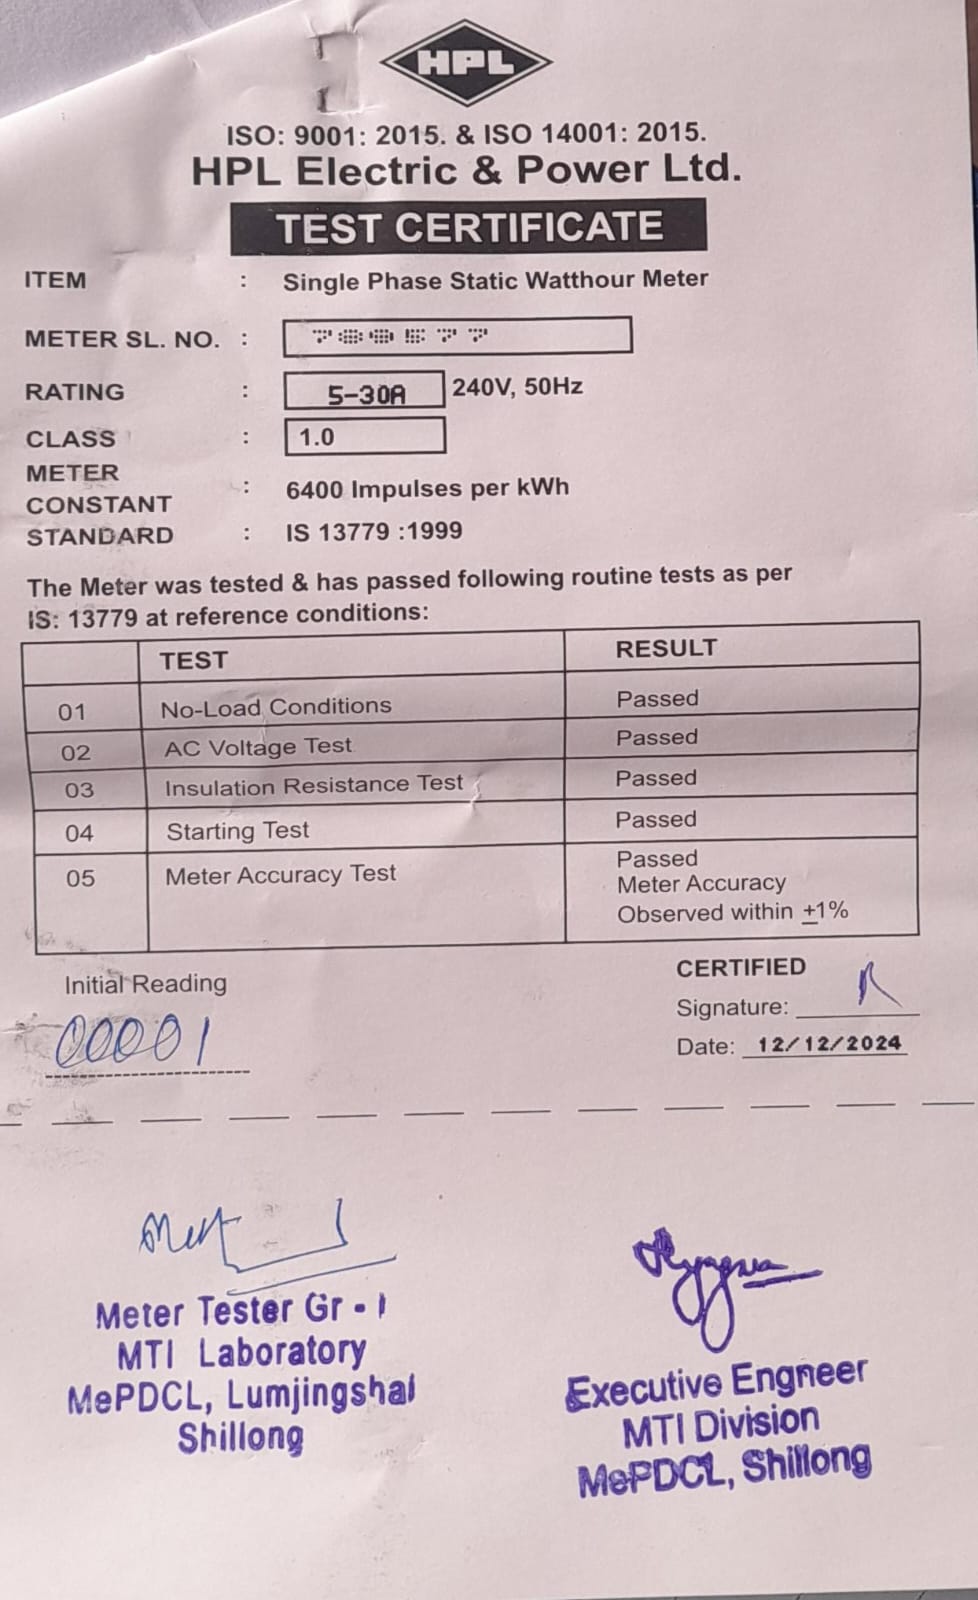 HPL
ISO: 9001: 2015. & ISO 14001: 2015.
HPL Electric & Power Ltd.
TEST CERTIFICATE
ITEM : Single Phase Static Watthour Meter
METER SL. NO. :
RATING : 5-30A 240V, 50Hz
CLASS : 1.0
METER
CONSTANT : 6400 Impulses per kWh
STANDARD : IS 13779 :1999
The Meter was tested & has passed following routine tests as per
IS: 13779 at reference conditions:
TEST RESULT
01 No-Load Conditions Passed
02 AC Voltage Test Passed
03 Insulation Resistance Test Passed
04 Starting Test Passed
05 Meter Accuracy Test Passed
Meter Accuracy
Observed within ±1%
Initial Reading
00001
CERTIFIED
Signature:
Date: 12/12/2024
Meter Tester Gr - I
MTI Laboratory
MePDCL, Lumjingshai
Shillong
Executive Engneer
MTI Division
MePDCL, Shillong